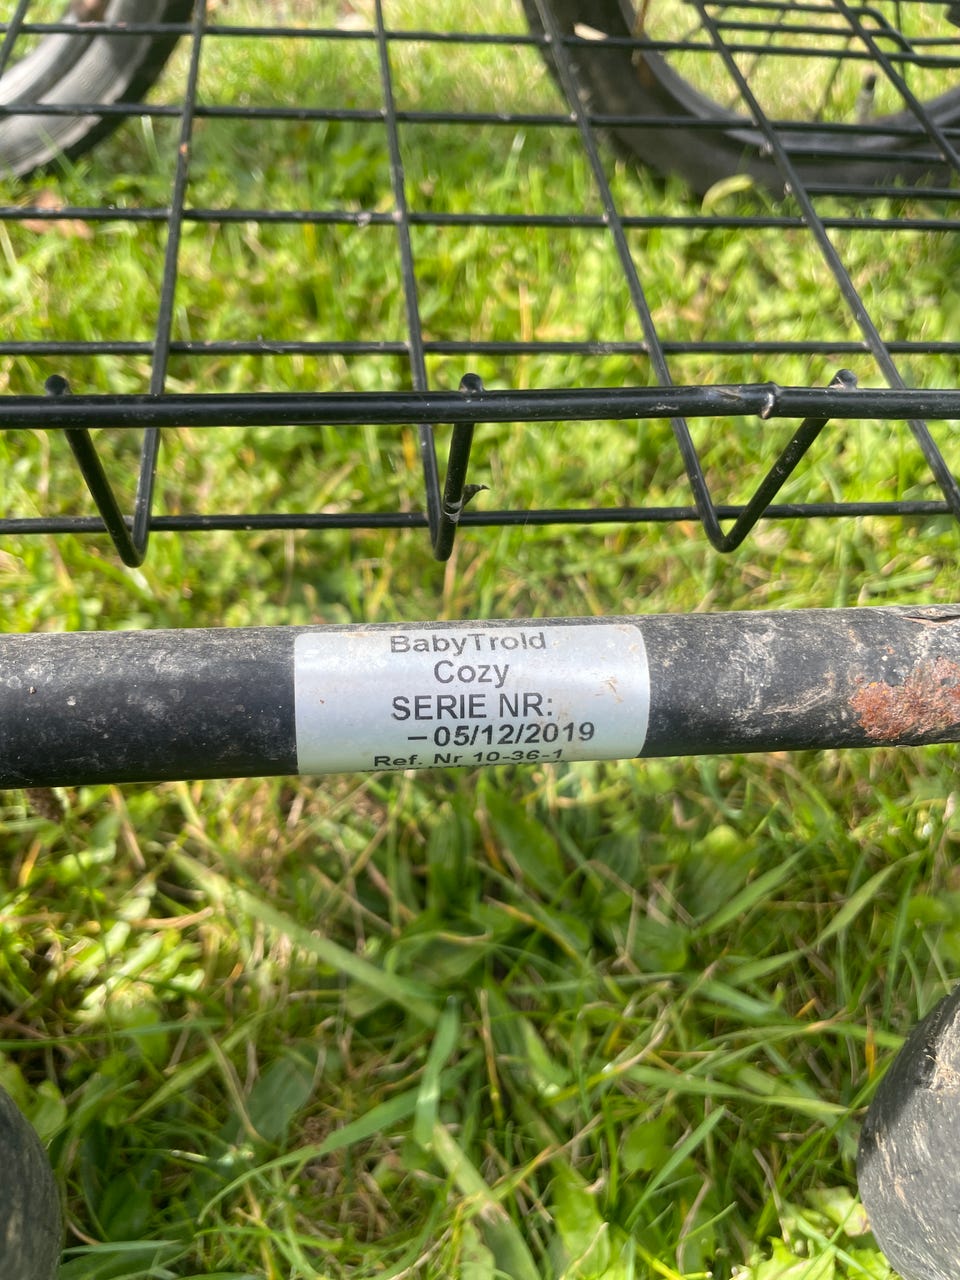 BabyTrold
Cozy
SERIE NR:
–05/12/2019
Ref. Nr 10-36-1